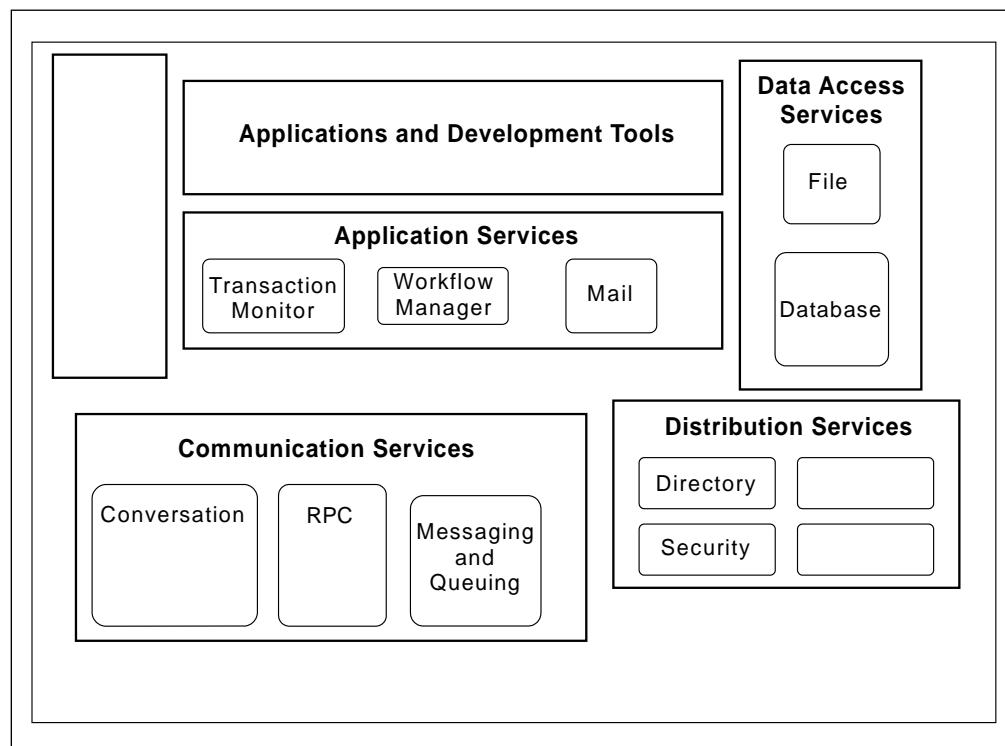 Applications and Development Tools
Application Services
Transaction
Monitor
Workflow
Manager
Mail
Data Access
Services
File
Database
Communication Services
Conversation
RPC
Messaging
and
Queuing
Distribution Services
Directory
Security